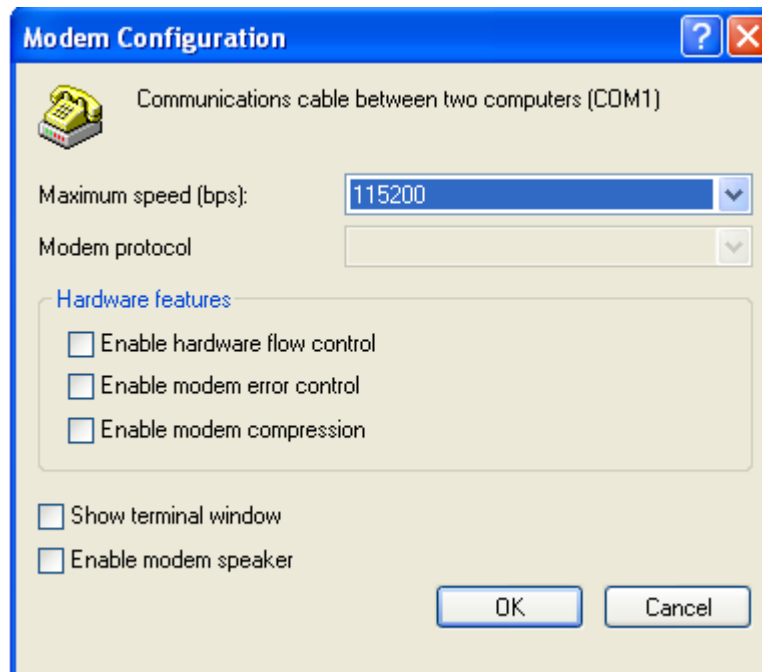 Modem Configuration
Communications cable between two computers (COM1)
Maximum speed (bps): 115200
Modem protocol
Hardware features
Enable hardware flow control
Enable modem error control
Enable modem compression
Show terminal window
Enable modem speaker
OK Cancel